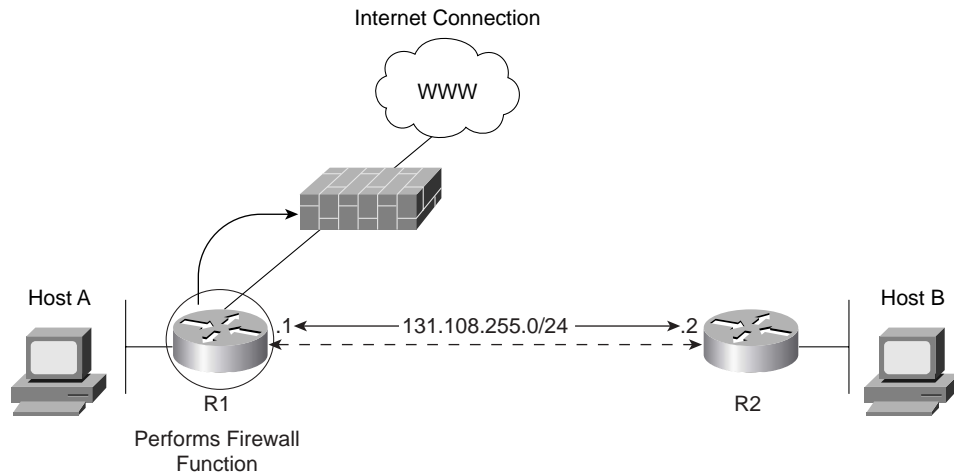 Internet Connection
WWW
Host A
.1
131.108.255.0/24
.2
Host B
R1
R2
Performs Firewall
Function